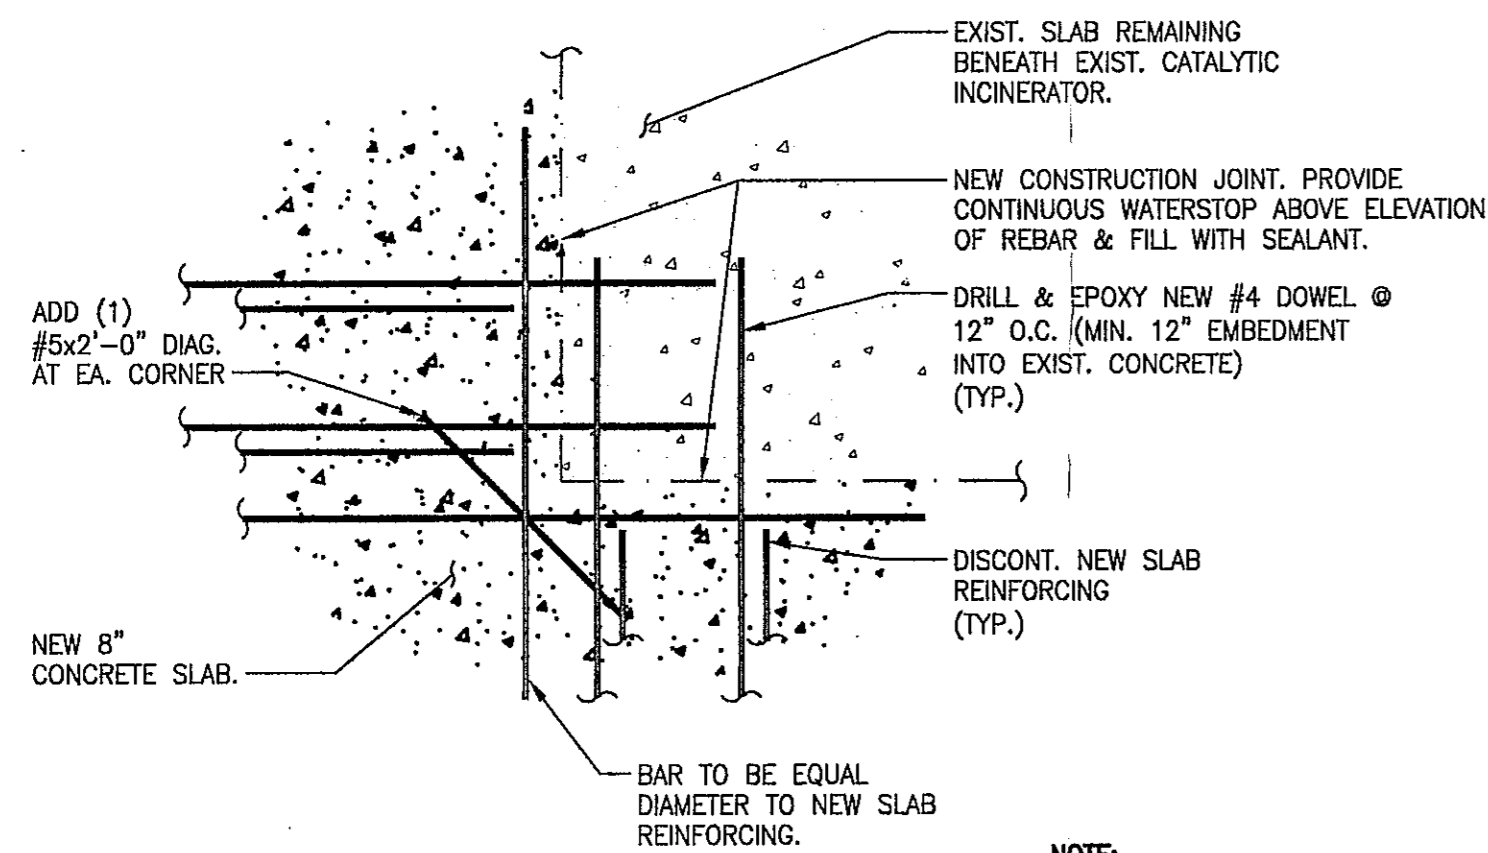 EXIST. SLAB REMAINING
BENEATH EXIST. CATALYTIC
INCINERATOR.
NEW CONSTRUCTION JOINT. PROVIDE
CONTINUOUS WATERSTOP ABOVE ELEVATION
OF REBAR & FILL WITH SEALANT.
ADD (1)
#5x2'-0" DIAG.
AT EA. CORNER
DRILL & EPOXY NEW #4 DOWEL @
12" O.C. (MIN. 12" EMBEDMENT
INTO EXIST. CONCRETE)
(TYP.)
DISCONT. NEW SLAB
REINFORCING
(TYP.)
NEW 8"
CONCRETE SLAB.
BAR TO BE EQUAL
DIAMETER TO NEW SLAB
REINFORCING.
NOTE: